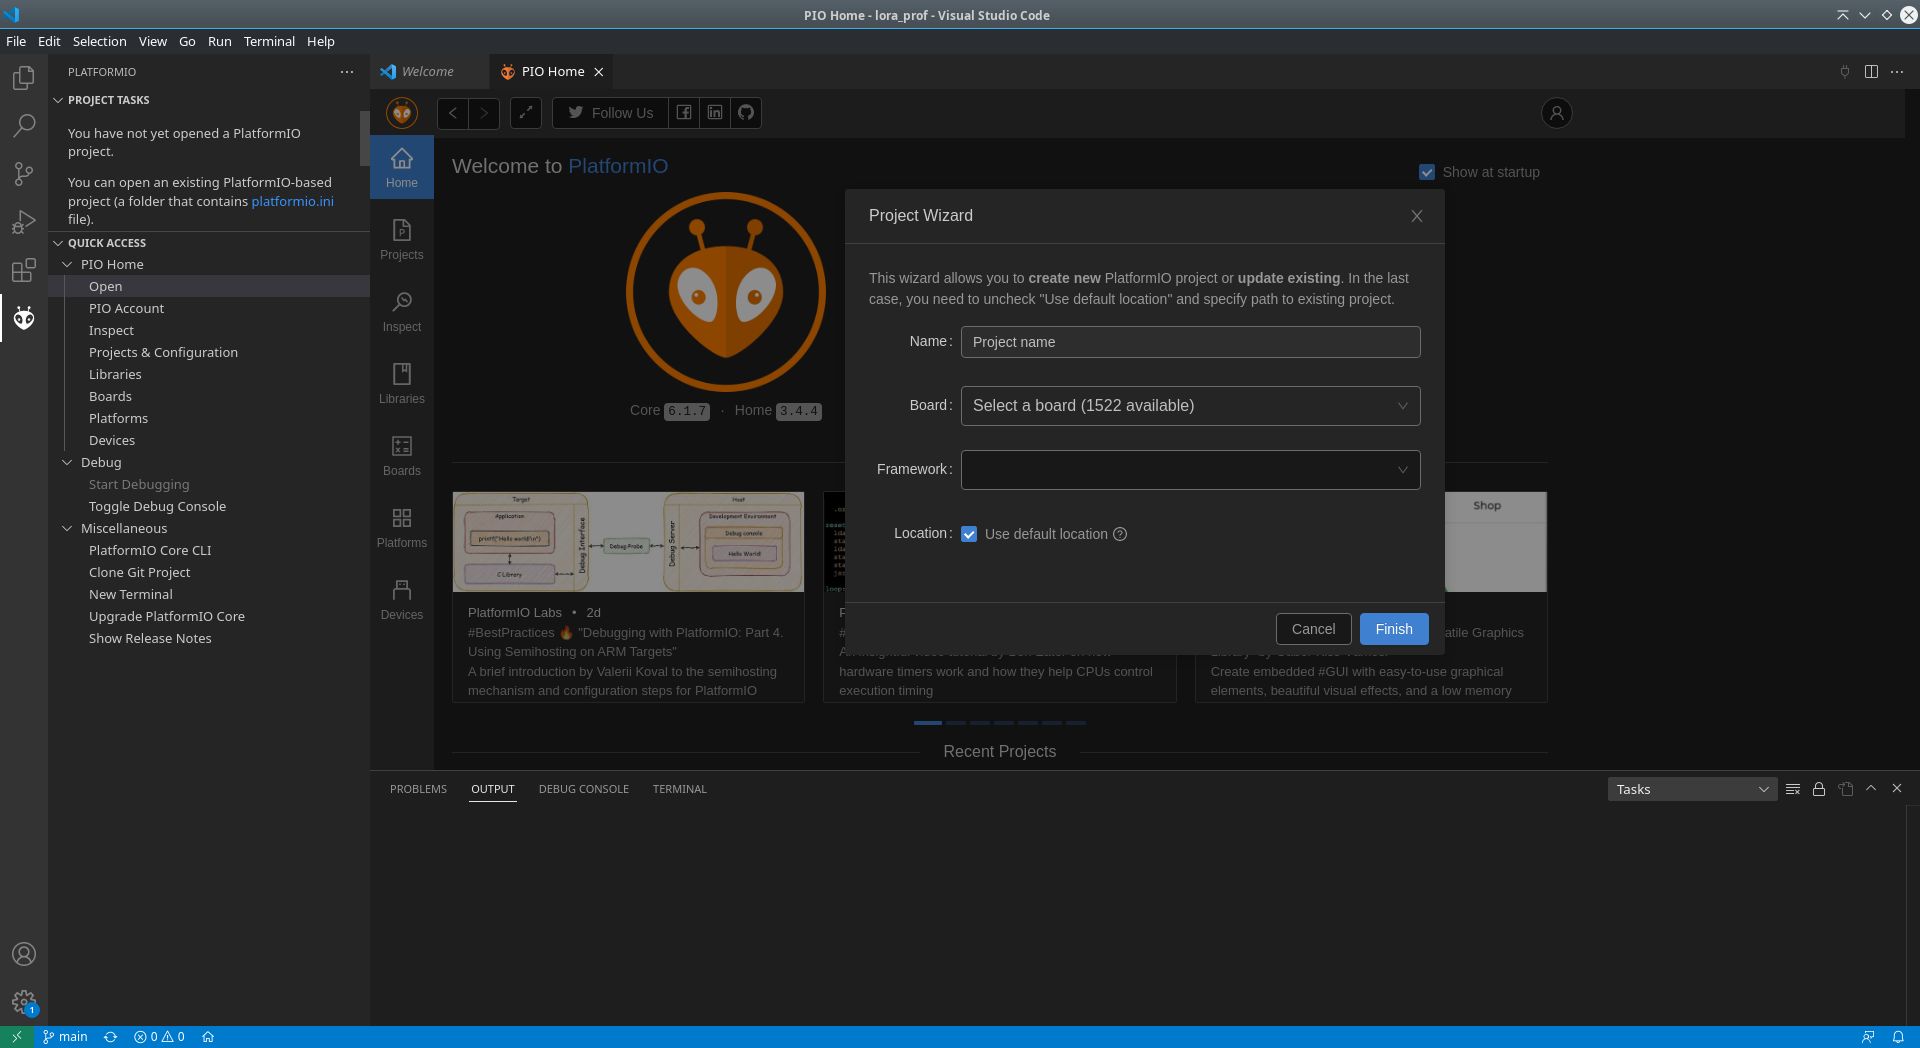 PIO Home - lora_prof - Visual Studio Code
File Edit Selection View Go Run Terminal Help
PLATFORMIO
PROJECT TASKS
You have not yet opened a PlatformIO
project.
You can open an existing PlatformIO-based
project (a folder that contains platformio.ini
file).
QUICK ACCESS
PIO Home
Open
PIO Account
Inspect
Projects & Configuration
Libraries
Boards
Platforms
Devices
Debug
Start Debugging
Toggle Debug Console
Miscellaneous
PlatformIO Core CLI
Clone Git Project
New Terminal
Upgrade PlatformIO Core
Show Release Notes
Welcome
PIO Home
Follow Us
Home
Projects
Inspect
Libraries
Boards
Platforms
Devices
Welcome to PlatformIO
Show at startup
Core 6.1.7 · Home 3.4.4
Project Wizard
This wizard allows you to create new PlatformIO project or update existing. In the last
case, you need to uncheck "Use default location" and specify path to existing project.
Name: Project name
Board: Select a board (1522 available)
Framework:
Location: Use default location
Cancel Finish
Target Host
Application
printf("Hello world!\n")
C Library
Debug Interface
Debug Probe
Debug Server
Development Environment
Debug console
Hello World!
Shop
PlatformIO Labs • 2d
#BestPractices 🔥 "Debugging with PlatformIO: Part 4.
Using Semihosting on ARM Targets"
A brief introduction by Valerii Koval to the semihosting
mechanism and configuration steps for PlatformIO
hardware timers work and how they help CPUs control
execution timing
atile Graphics
Create embedded #GUI with easy-to-use graphical
elements, beautiful visual effects, and a low memory
Recent Projects
PROBLEMS OUTPUT DEBUG CONSOLE TERMINAL
Tasks
1
main 0 0